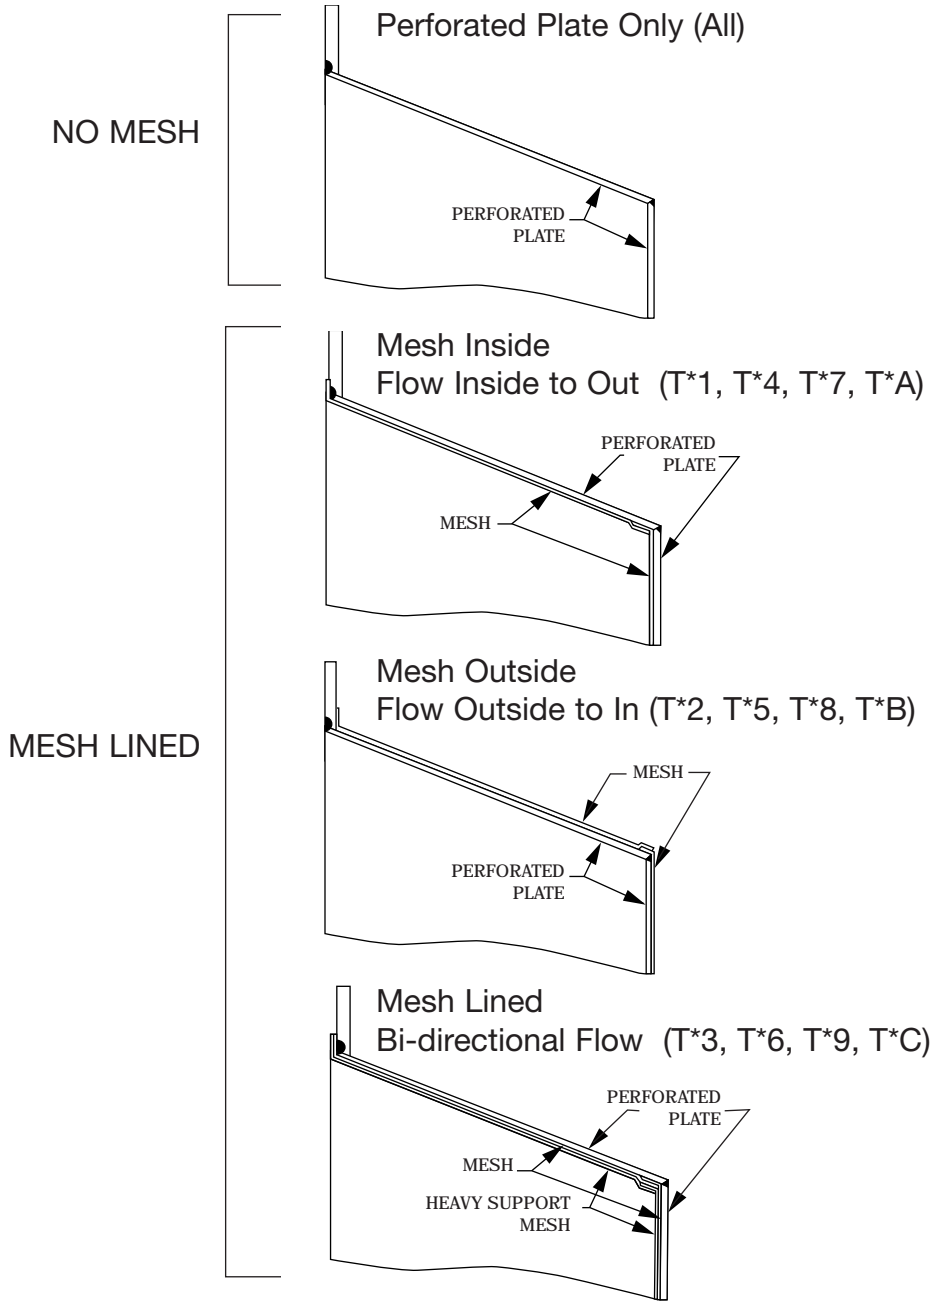 Perforated Plate Only (All)
NO MESH
PERFORATED
PLATE
Mesh Inside
Flow Inside to Out (T*1, T*4, T*7, T*A)
PERFORATED
PLATE
MESH
Mesh Outside
Flow Outside to In (T*2, T*5, T*8, T*B)
MESH LINED
MESH
PERFORATED
PLATE
Mesh Lined
Bi-directional Flow (T*3, T*6, T*9, T*C)
PERFORATED
PLATE
MESH
HEAVY SUPPORT
MESH